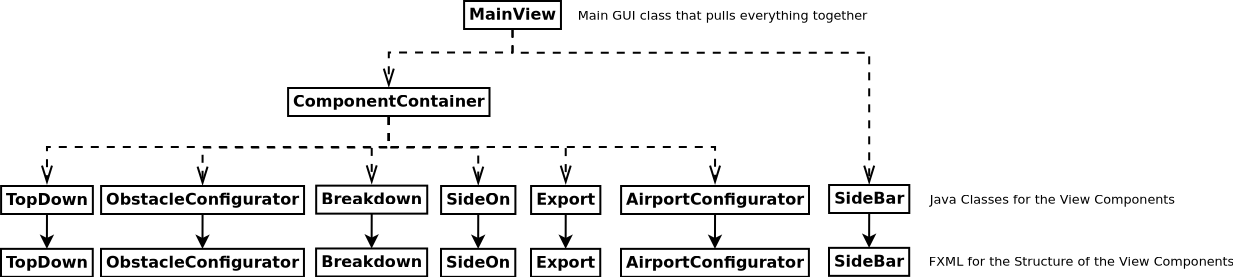 MainView Main GUI class that pulls everything together
ComponentContainer
TopDown ObstacleConfigurator Breakdown SideOn Export AirportConfigurator SideBar Java Classes for the View Components
TopDown ObstacleConfigurator Breakdown SideOn Export AirportConfigurator SideBar FXML for the Structure of the View Components